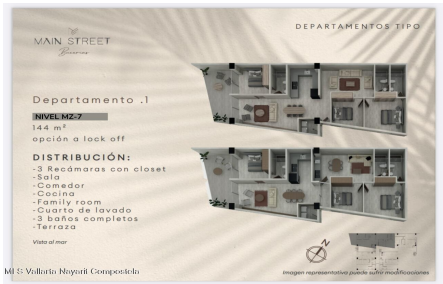 DEPARTAMENTOS TIPO
MAIN STREET
Bucerias
Departamento .1
NIVEL MZ-7
144 m²
opción a lock off
DISTRIBUCIÓN:
-3 Recámaras con closet
-Sala
-Comedor
-Cocina
-Family room
-Cuarto de lavado
-3 baños completos
-Terraza
Vista al mar
MLS Vallarta Nayarit Compostela
Imagen representativa puede sufrir modificaciones